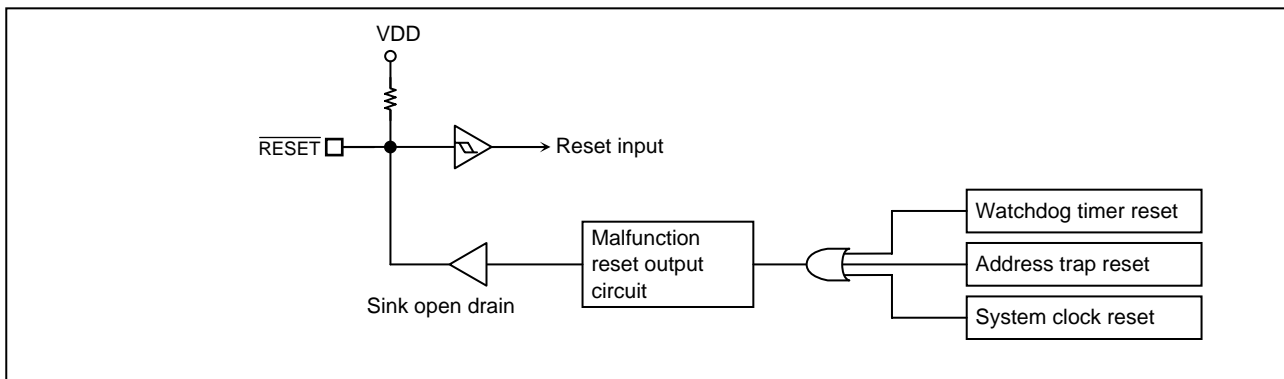 VDD
RESET
Reset input
Watchdog timer reset
Malfunction
reset output
circuit
Address trap reset
Sink open drain
System clock reset